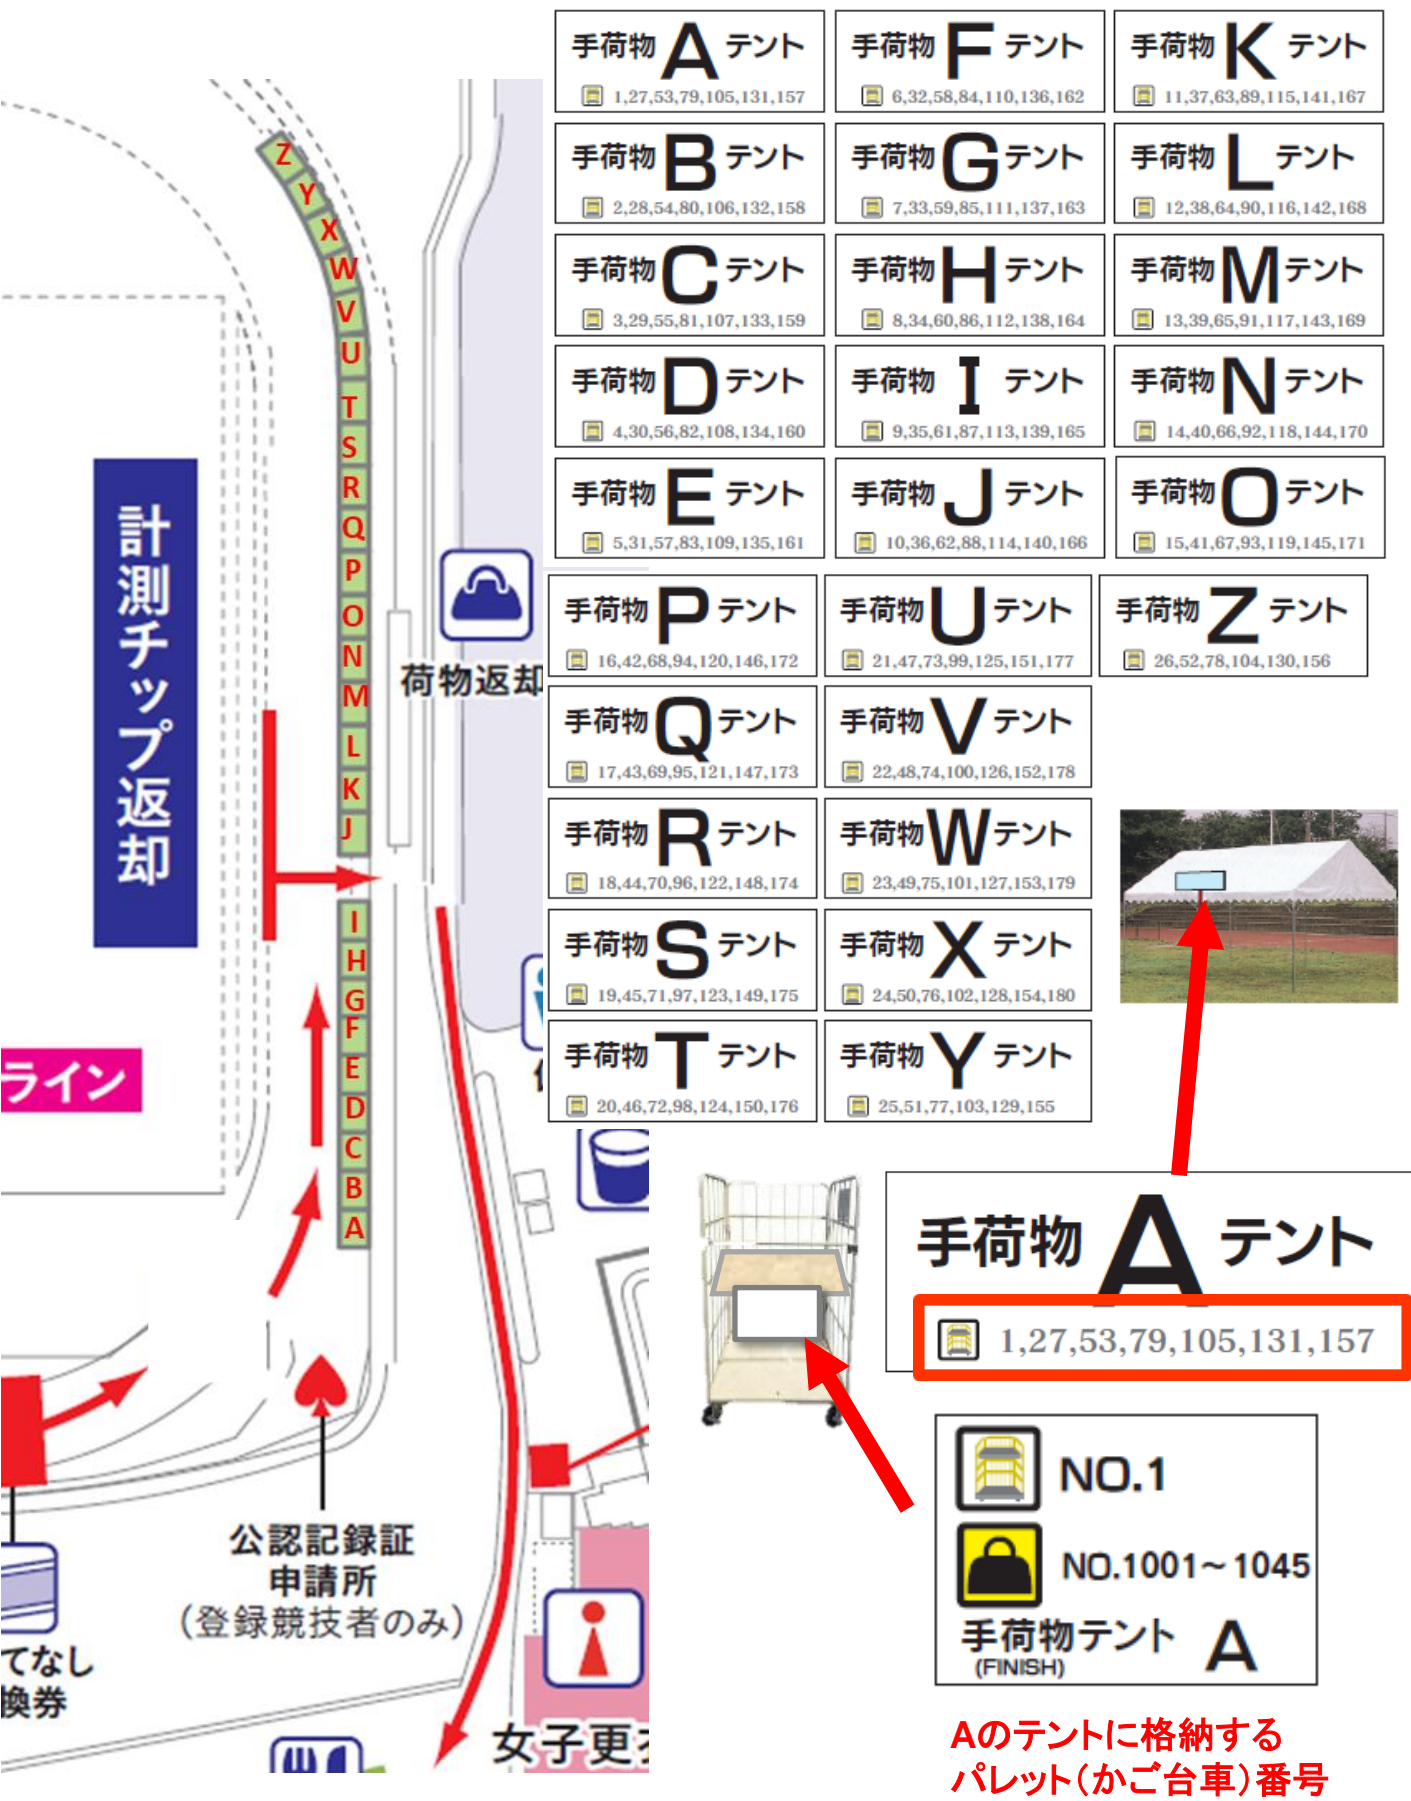 手荷物 A テント
1,27,53,79,105,131,157
手荷物 F テント
6,32,58,84,110,136,162
手荷物 K テント
11,37,63,89,115,141,167
手荷物 B テント
2,28,54,80,106,132,158
手荷物 G テント
7,33,59,85,111,137,163
手荷物 L テント
12,38,64,90,116,142,168
手荷物 C テント
3,29,55,81,107,133,159
手荷物 H テント
8,34,60,86,112,138,164
手荷物 M テント
13,39,65,91,117,143,169
手荷物 D テント
4,30,56,82,108,134,160
手荷物 I テント
9,35,61,87,113,139,165
手荷物 N テント
14,40,66,92,118,144,170
手荷物 E テント
5,31,57,83,109,135,161
手荷物 J テント
10,36,62,88,114,140,166
手荷物 O テント
15,41,67,93,119,145,171
手荷物 P テント
16,42,68,94,120,146,172
手荷物 U テント
21,47,73,99,125,151,177
手荷物 Z テント
26,52,78,104,130,156
手荷物 Q テント
17,43,69,95,121,147,173
手荷物 V テント
22,48,74,100,126,152,178
手荷物 R テント
18,44,70,96,122,148,174
手荷物 W テント
23,49,75,101,127,153,179
手荷物 S テント
19,45,71,97,123,149,175
手荷物 X テント
24,50,76,102,128,154,180
手荷物 T テント
20,46,72,98,124,150,176
手荷物 Y テント
25,51,77,103,129,155
Z
Y
X
W
V
U
T
S
R
Q
P
O
N
M
L
K
J
I
H
G
F
E
D
C
B
A
計測チップ返却
荷物返却
ライン
公認記録証
申請所
(登録競技者のみ)
てなし
換券
女子更
手荷物 A テント
1,27,53,79,105,131,157
NO.1
NO.1001~1045
手荷物テント A
(FINISH)
Aのテントに格納する
パレット(かご台車)番号